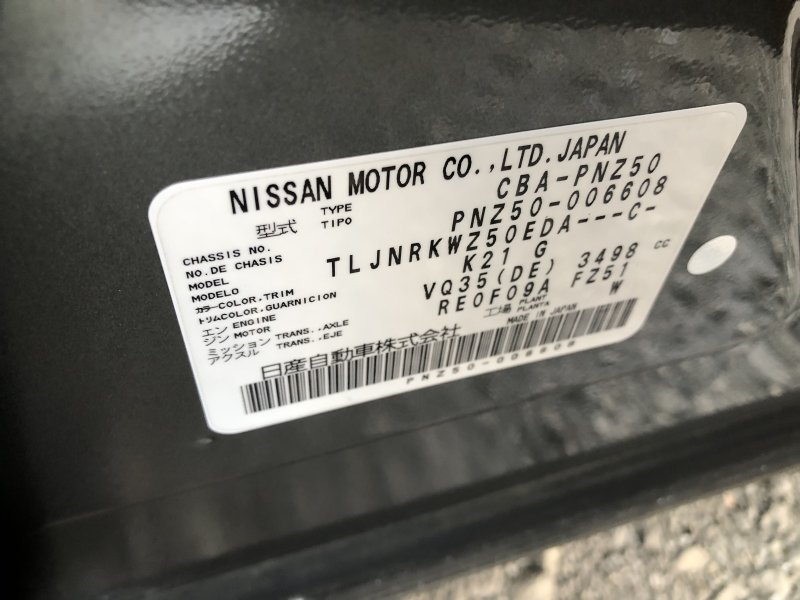 NISSAN MOTOR CO.,LTD.JAPAN
型式 TYPE TIPO CBA-PNZ50
CHASSIS NO. NO.DE CHASIS PNZ50-006608
MODEL MODELO TLJNRKWZ50EDA---C-
カラー COLOR,TRIM トリム COLOR,GUARNICION K21 G
エンジン ENGINE MOTOR VQ35(DE) 3498 cc
ミッション アクスル TRANS.,AXLE TRANS.,EJE RE0F09A FZ51
工場 PLANT PLANTA W
日産自動車株式会社 MADE IN JAPAN
PNZ50-006608